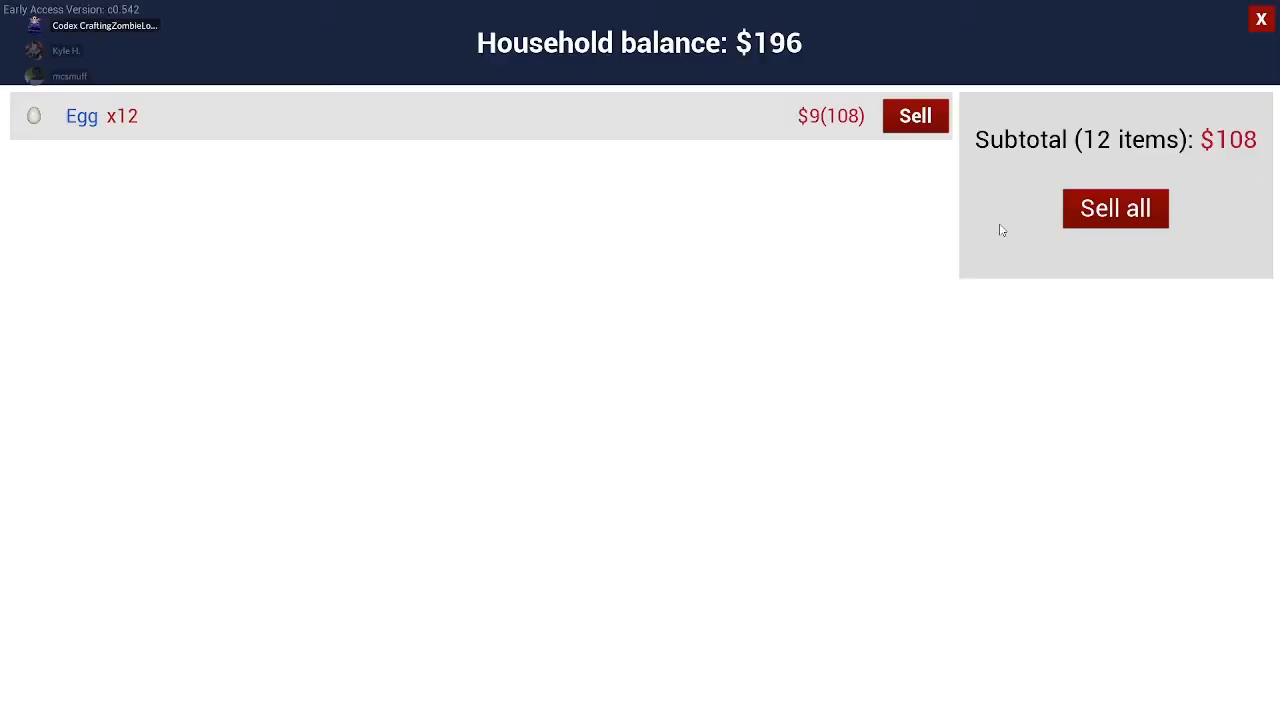 Early Access Version: c0.542
Codex CraftingZombieLo...
Kyle H.
mcsmuff
Household balance: $196
X
Egg x12 $9(108) Sell
Subtotal (12 items): $108
Sell all